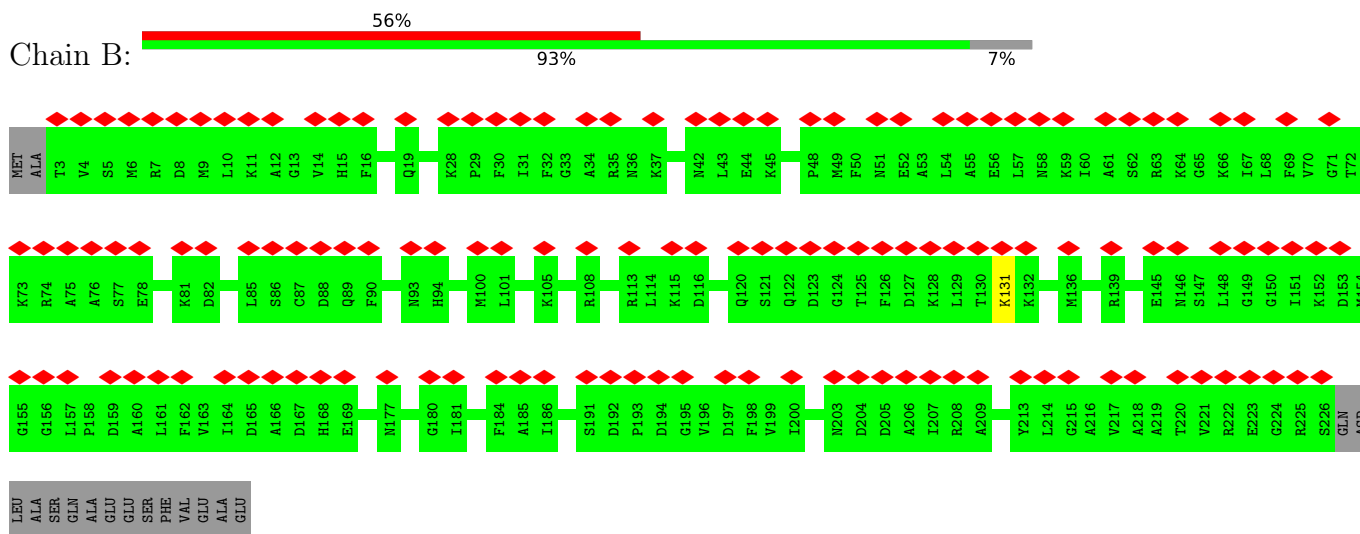 56%
Chain B:
93% 7%
MET ALA T3 V4 S5 M6 R7 D8 M9 L10 K11 A12 G13 V14 H15 F16 Q19 K28 P29 F30 I31 F32 G33 A34 R35 N36 K37 N42 L43 E44 K45 P48 M49 F50 N51 E52 A53 L54 A55 E56 L57 N58 K59 I60 A61 S62 R63 K64 G65 K66 I67 L68 F69 V70 G71 T72
K73 R74 A75 A76 S77 E78 K81 D82 L85 S86 C87 D88 Q89 F90 N93 H94 M100 L101 K105 R108 R113 L114 K115 D116 Q120 S121 Q122 D123 G124 T125 F126 D127 K128 L129 T130 K131 K132 M136 R139 E145 N146 S147 L148 G149 G150 I151 K152 D153 M154
G155 G156 L157 P158 D159 A160 L161 F162 V163 I164 D165 A166 D167 H168 E169 N177 G180 I181 F184 A185 I186 S191 D192 P193 D194 G195 V196 D197 F198 V199 I200 N203 D204 D205 A206 I207 R208 A209 Y213 L214 G215 A216 V217 A218 A219 T220 V221 R222 E223 G224 R225 S226 GLN ASP
LEU ALA SER GLN ALA GLU GLU SER PHE VAL GLU ALA GLU